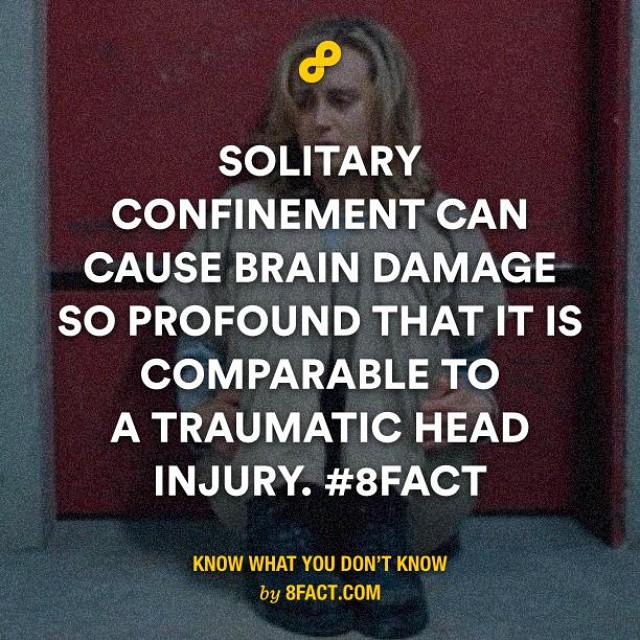 SOLITARY
CONFINEMENT CAN
CAUSE BRAIN DAMAGE
SO PROFOUND THAT IT IS
COMPARABLE TO
A TRAUMATIC HEAD
INJURY. #8FACT
KNOW WHAT YOU DON'T KNOW
by 8FACT.COM